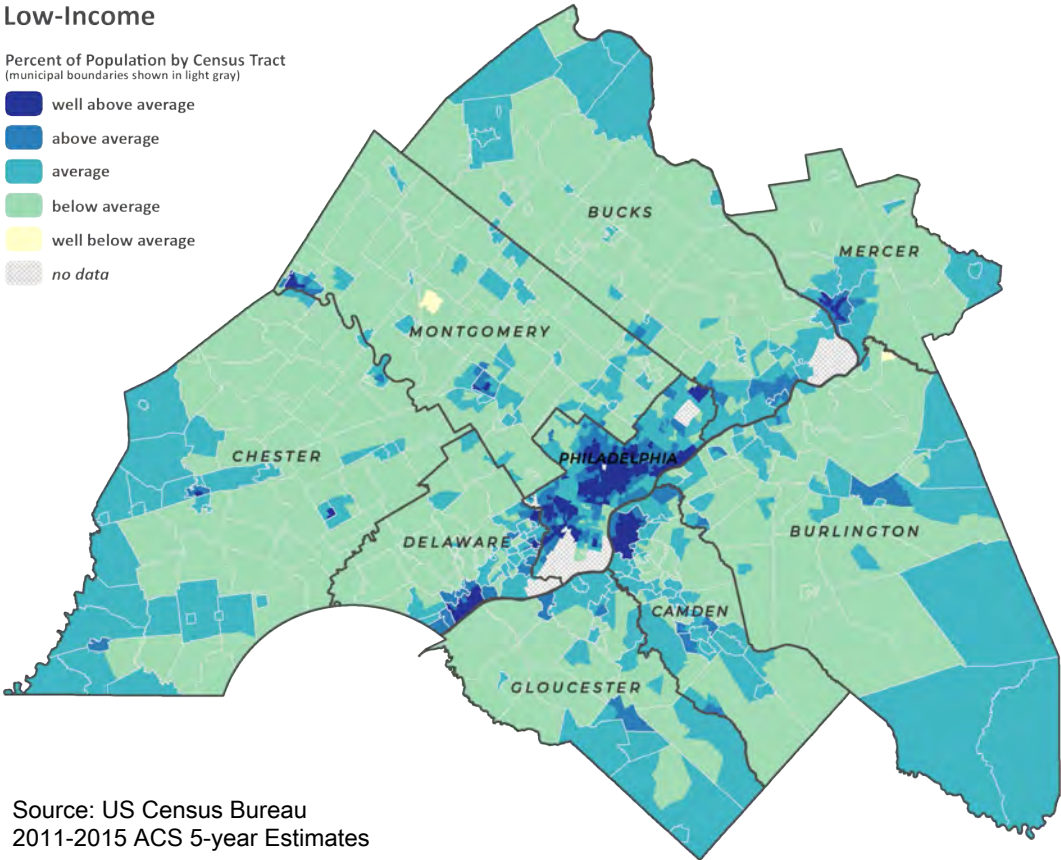 Low-Income
Percent of Population by Census Tract
(municipal boundaries shown in light gray)
well above average
above average
average
below average
well below average
no data
BUCKS
MERCER
MONTGOMERY
CHESTER
PHILADELPHIA
DELAWARE
BURLINGTON
CAMDEN
GLOUCESTER
Source: US Census Bureau
2011-2015 ACS 5-year Estimates